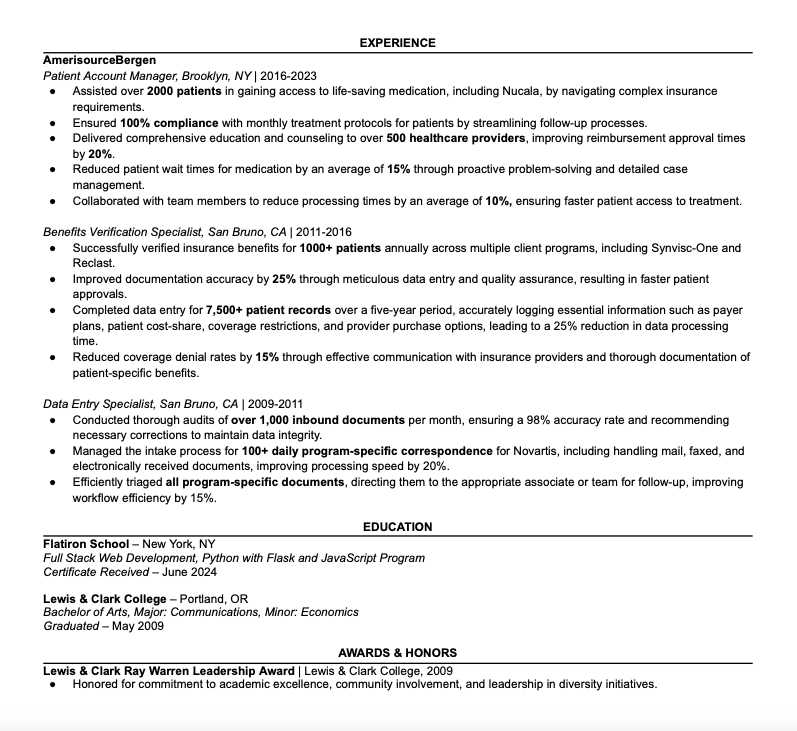 EXPERIENCE
AmerisourceBergen
Patient Account Manager, Brooklyn, NY | 2016-2023
● Assisted over 2000 patients in gaining access to life-saving medication, including Nucala, by navigating complex insurance
requirements.
● Ensured 100% compliance with monthly treatment protocols for patients by streamlining follow-up processes.
● Delivered comprehensive education and counseling to over 500 healthcare providers, improving reimbursement approval times
by 20%.
● Reduced patient wait times for medication by an average of 15% through proactive problem-solving and detailed case
management.
● Collaborated with team members to reduce processing times by an average of 10%, ensuring faster patient access to treatment.
Benefits Verification Specialist, San Bruno, CA | 2011-2016
● Successfully verified insurance benefits for 1000+ patients annually across multiple client programs, including Synvisc-One and
Reclast.
● Improved documentation accuracy by 25% through meticulous data entry and quality assurance, resulting in faster patient
approvals.
● Completed data entry for 7,500+ patient records over a five-year period, accurately logging essential information such as payer
plans, patient cost-share, coverage restrictions, and provider purchase options, leading to a 25% reduction in data processing
time.
● Reduced coverage denial rates by 15% through effective communication with insurance providers and thorough documentation of
patient-specific benefits.
Data Entry Specialist, San Bruno, CA | 2009-2011
● Conducted thorough audits of over 1,000 inbound documents per month, ensuring a 98% accuracy rate and recommending
necessary corrections to maintain data integrity.
● Managed the intake process for 100+ daily program-specific correspondence for Novartis, including handling mail, faxed, and
electronically received documents, improving processing speed by 20%.
● Efficiently triaged all program-specific documents, directing them to the appropriate associate or team for follow-up, improving
workflow efficiency by 15%.
EDUCATION
Flatiron School – New York, NY
Full Stack Web Development, Python with Flask and JavaScript Program
Certificate Received – June 2024
Lewis & Clark College – Portland, OR
Bachelor of Arts, Major: Communications, Minor: Economics
Graduated – May 2009
AWARDS & HONORS
Lewis & Clark Ray Warren Leadership Award | Lewis & Clark College, 2009
● Honored for commitment to academic excellence, community involvement, and leadership in diversity initiatives.